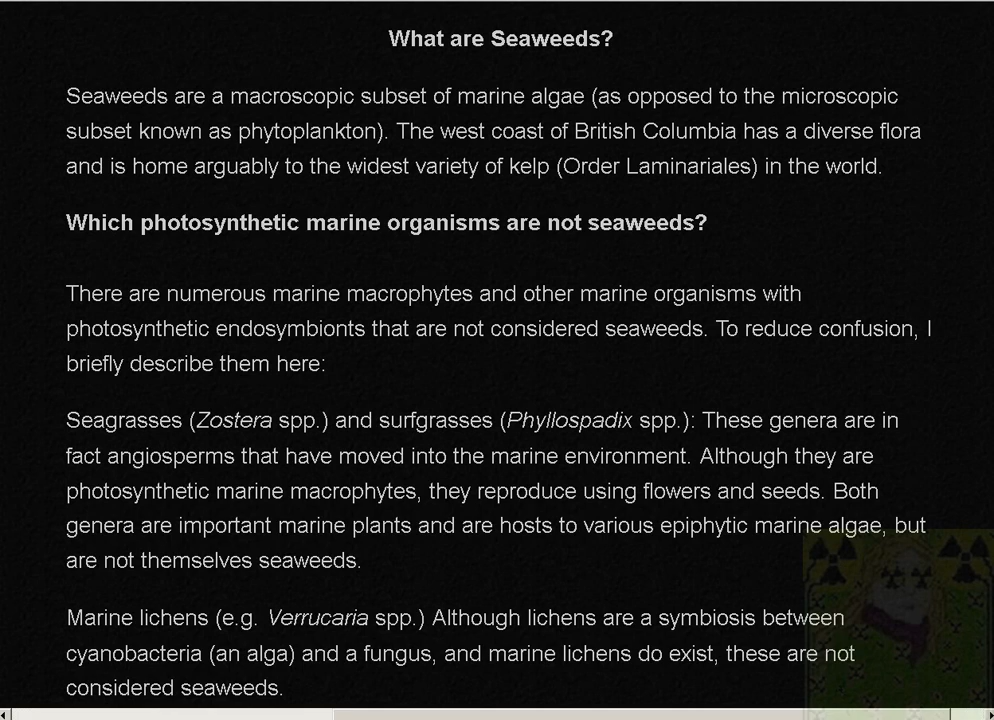 What are Seaweeds?
Seaweeds are a macroscopic subset of marine algae (as opposed to the microscopic
subset known as phytoplankton). The west coast of British Columbia has a diverse flora
and is home arguably to the widest variety of kelp (Order Laminariales) in the world.
Which photosynthetic marine organisms are not seaweeds?
There are numerous marine macrophytes and other marine organisms with
photosynthetic endosymbionts that are not considered seaweeds. To reduce confusion, I
briefly describe them here:
Seagrasses (Zostera spp.) and surfgrasses (Phyllospadix spp.): These genera are in
fact angiosperms that have moved into the marine environment. Although they are
photosynthetic marine macrophytes, they reproduce using flowers and seeds. Both
genera are important marine plants and are hosts to various epiphytic marine algae, but
are not themselves seaweeds.
Marine lichens (e.g. Verrucaria spp.) Although lichens are a symbiosis between
cyanobacteria (an alga) and a fungus, and marine lichens do exist, these are not
considered seaweeds.